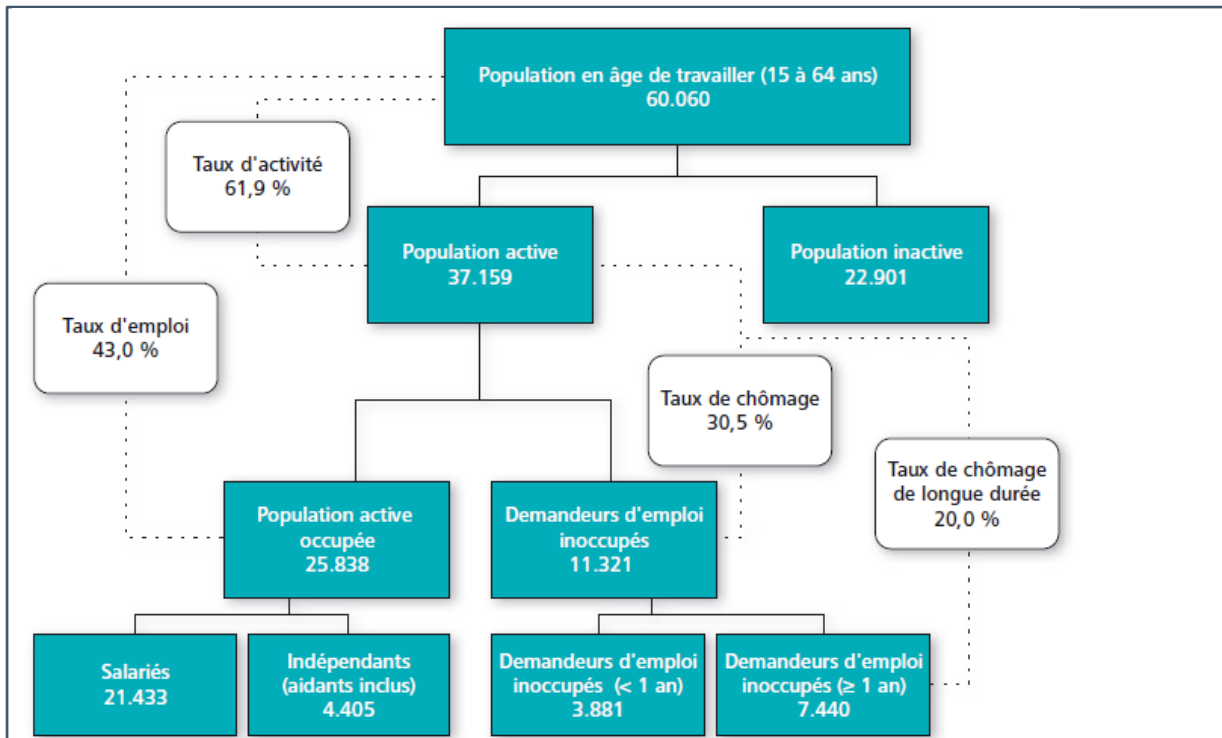 Population en âge de travailler (15 à 64 ans)
60.060
Taux d'activité
61,9 %
Population active
37.159
Population inactive
22.901
Taux d'emploi
43,0 %
Taux de chômage
30,5 %
Taux de chômage
de longue durée
20,0 %
Population active
occupée
25.838
Demandeurs d'emploi
inoccupés
11.321
Salariés
21.433
Indépendants
(aidants inclus)
4.405
Demandeurs d'emploi
inoccupés (< 1 an)
3.881
Demandeurs d'emploi
inoccupés (≥ 1 an)
7.440